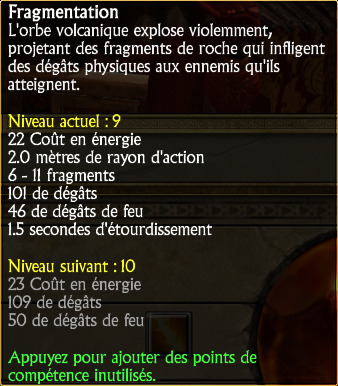 Fragmentation
L'orbe volcanique explose violemment,
projetant des fragments de roche qui infligent
des dégâts physiques aux ennemis qu'ils
atteignent.
Niveau actuel : 9
22 Coût en énergie
2.0 mètres de rayon d'action
6 - 11 fragments
101 de dégâts
46 de dégâts de feu
1.5 secondes d'étourdissement
Niveau suivant : 10
23 Coût en énergie
109 de dégâts
50 de dégâts de feu
Appuyez pour ajouter des points de
compétence inutilisés.